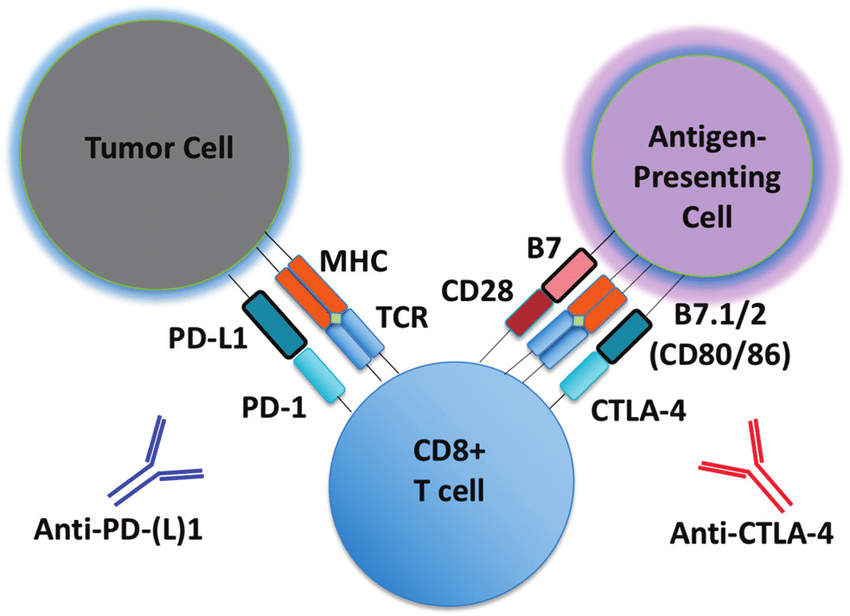 Tumor Cell
Antigen-
Presenting
Cell
MHC
TCR
PD-L1
PD-1
B7
CD28
B7.1/2
(CD80/86)
CTLA-4
CD8+
T cell
Anti-PD-(L)1
Anti-CTLA-4